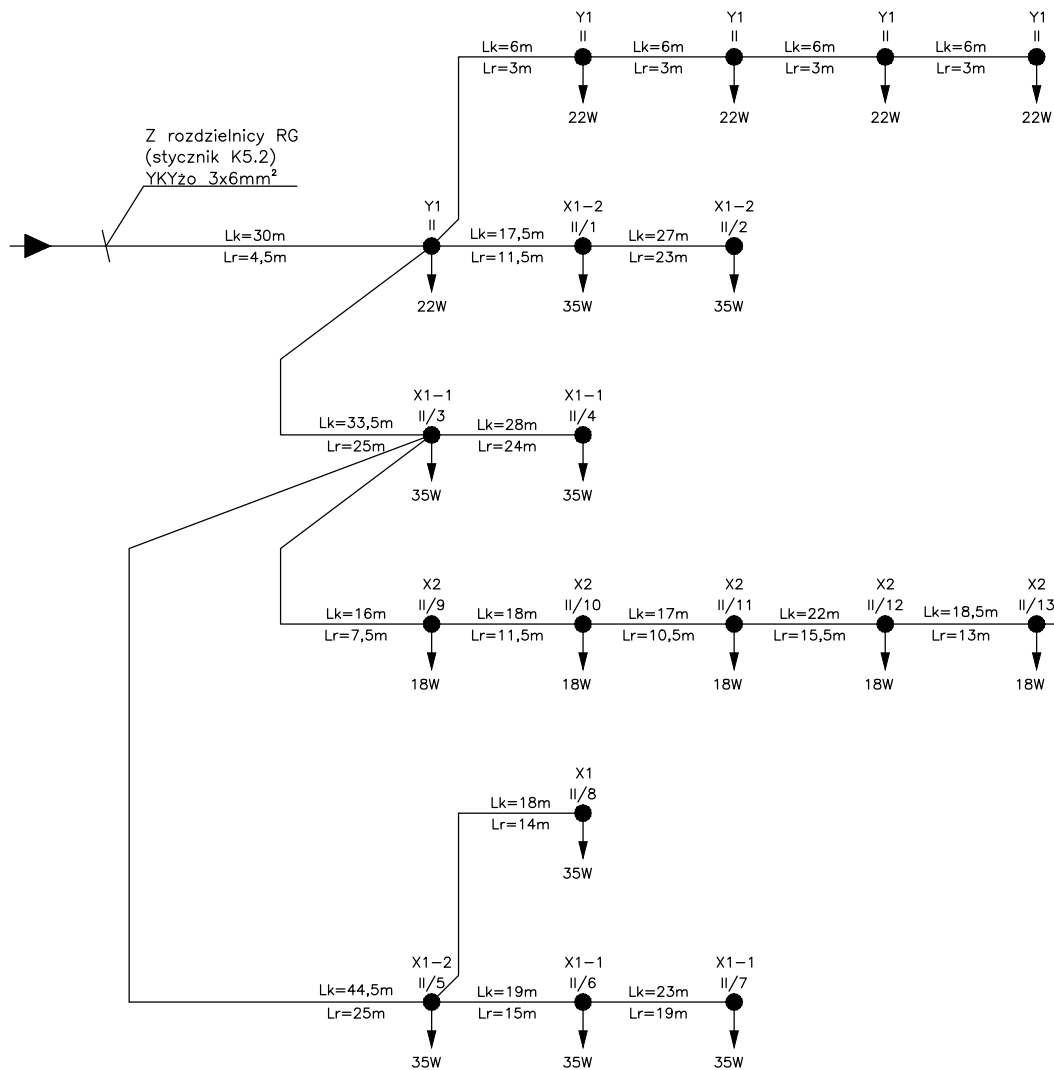 Y1
II
Y1
II
Y1
II
Y1
II
Lk=6m
Lr=3m
Lk=6m
Lr=3m
Lk=6m
Lr=3m
Lk=6m
Lr=3m
22W
22W
22W
22W
Z rozdzielnicy RG
(stycznik K5.2)
YKYżo 3x6mm²
Lk=30m
Lr=4,5m
Y1
II
22W
Lk=17,5m
Lr=11,5m
X1-2
II/1
35W
Lk=27m
Lr=23m
X1-2
II/2
35W
Lk=33,5m
Lr=25m
X1-1
II/3
35W
Lk=28m
Lr=24m
X1-1
II/4
35W
Lk=16m
Lr=7,5m
X2
II/9
18W
Lk=18m
Lr=11,5m
X2
II/10
18W
Lk=17m
Lr=10,5m
X2
II/11
18W
Lk=22m
Lr=15,5m
X2
II/12
18W
Lk=18,5m
Lr=13m
X2
II/13
18W
Lk=18m
Lr=14m
X1
II/8
35W
Lk=44,5m
Lr=25m
X1-2
II/5
35W
Lk=19m
Lr=15m
X1-1
II/6
35W
Lk=23m
Lr=19m
X1-1
II/7
35W